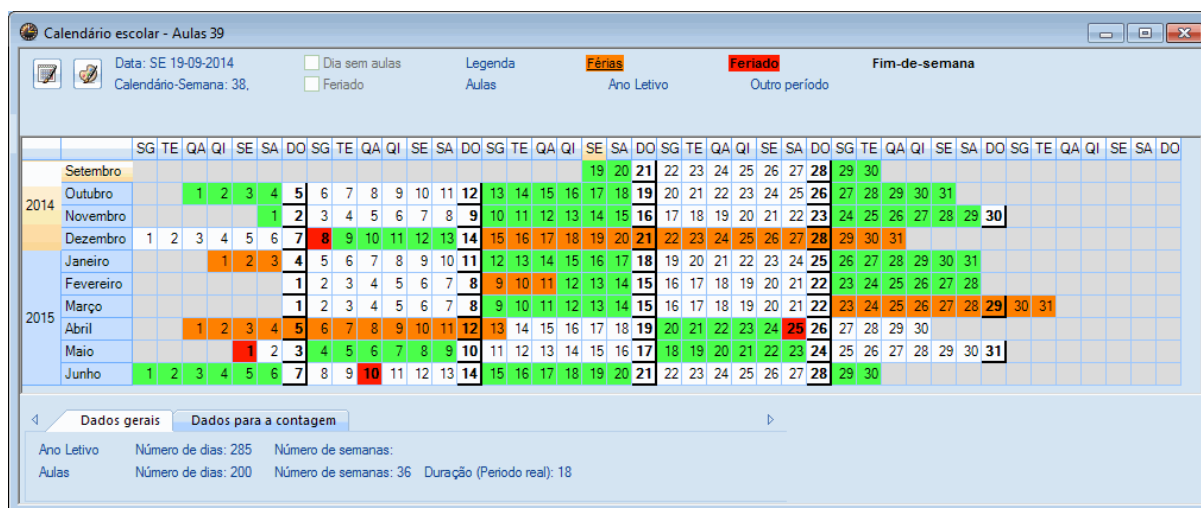 Calendário escolar - Aulas 39
Data: SE 19-09-2014 Dia sem aulas Legenda Férias Feriado Fim-de-semana
Calendário-Semana: 38, Feriado Aulas Ano Letivo Outro período
SG TE QA QI SE SA DO SG TE QA QI SE SA DO SG TE QA QI SE SA DO SG TE QA QI SE SA DO SG TE QA QI SE SA DO SG TE QA QI SE SA DO
Setembro 19 20 21 22 23 24 25 26 27 28 29 30
2014 Outubro 1 2 3 4 5 6 7 8 9 10 11 12 13 14 15 16 17 18 19 20 21 22 23 24 25 26 27 28 29 30 31
Novembro 1 2 3 4 5 6 7 8 9 10 11 12 13 14 15 16 17 18 19 20 21 22 23 24 25 26 27 28 29 30
Dezembro 1 2 3 4 5 6 7 8 9 10 11 12 13 14 15 16 17 18 19 20 21 22 23 24 25 26 27 28 29 30 31
Janeiro 1 2 3 4 5 6 7 8 9 10 11 12 13 14 15 16 17 18 19 20 21 22 23 24 25 26 27 28 29 30 31
Fevereiro 1 2 3 4 5 6 7 8 9 10 11 12 13 14 15 16 17 18 19 20 21 22 23 24 25 26 27 28
2015 Março 1 2 3 4 5 6 7 8 9 10 11 12 13 14 15 16 17 18 19 20 21 22 23 24 25 26 27 28 29 30 31
Abril 1 2 3 4 5 6 7 8 9 10 11 12 13 14 15 16 17 18 19 20 21 22 23 24 25 26 27 28 29 30
Maio 1 2 3 4 5 6 7 8 9 10 11 12 13 14 15 16 17 18 19 20 21 22 23 24 25 26 27 28 29 30 31
Junho 1 2 3 4 5 6 7 8 9 10 11 12 13 14 15 16 17 18 19 20 21 22 23 24 25 26 27 28 29 30
Dados gerais Dados para a contagem
Ano Letivo Número de dias: 285 Número de semanas:
Aulas Número de dias: 200 Número de semanas: 36 Duração (Periodo real): 18